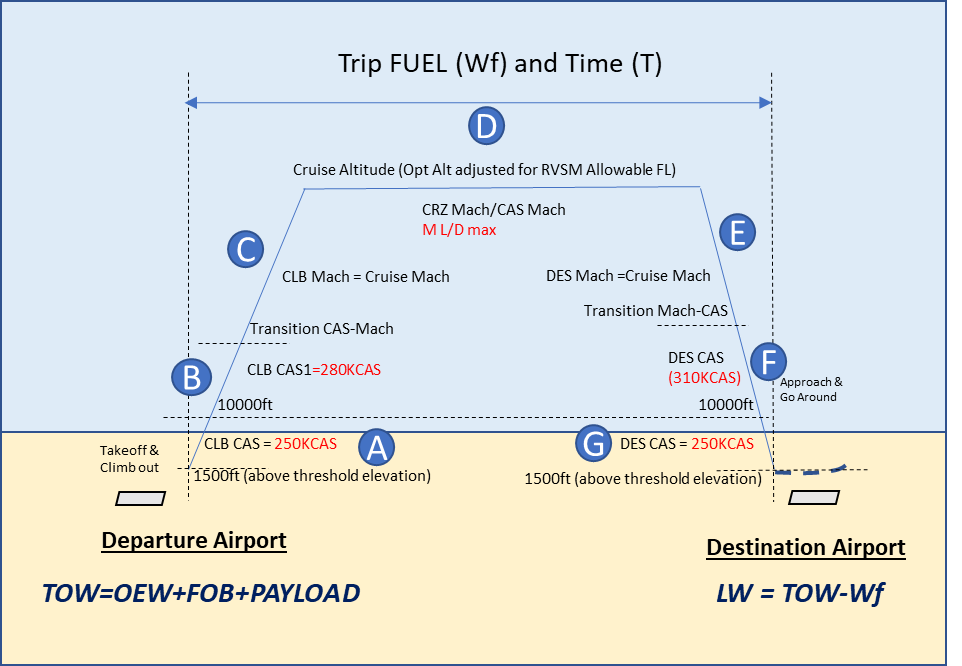 Trip FUEL (Wf) and Time (T)
D
Cruise Altitude (Opt Alt adjusted for RVSM Allowable FL)
CRZ Mach/CAS Mach
M L/D max
C
E
CLB Mach = Cruise Mach
DES Mach =Cruise Mach
Transition Mach-CAS
Transition CAS-Mach
B
CLB CAS1=280KCAS
DES CAS
(310KCAS)
F
Approach &
Go Around
10000ft
10000ft
Takeoff &
Climb out
CLB CAS = 250KCAS
A
G
DES CAS = 250KCAS
1500ft (above threshold elevation)
1500ft (above threshold elevation)
Departure Airport
Destination Airport
TOW=OEW+FOB+PAYLOAD
LW = TOW-Wf